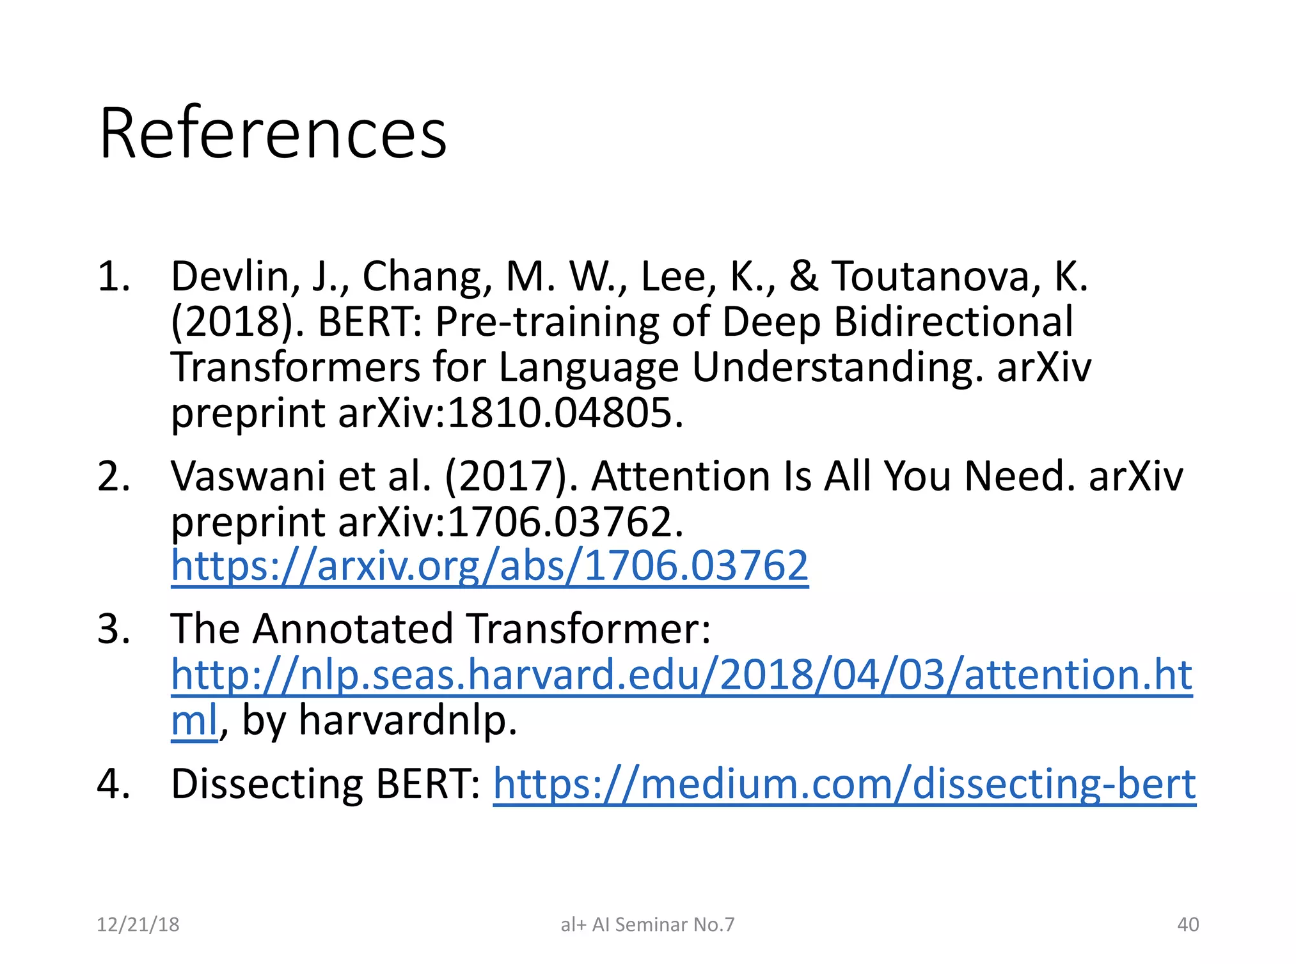 References
1. Devlin, J., Chang, M. W., Lee, K., & Toutanova, K.
(2018). BERT: Pre-training of Deep Bidirectional
Transformers for Language Understanding. arXiv
preprint arXiv:1810.04805.
2. Vaswani et al. (2017). Attention Is All You Need. arXiv
preprint arXiv:1706.03762.
https://arxiv.org/abs/1706.03762
3. The Annotated Transformer:
http://nlp.seas.harvard.edu/2018/04/03/attention.ht
ml, by harvardnlp.
4. Dissecting BERT: https://medium.com/dissecting-bert
12/21/18 al+ AI Seminar No.7 40